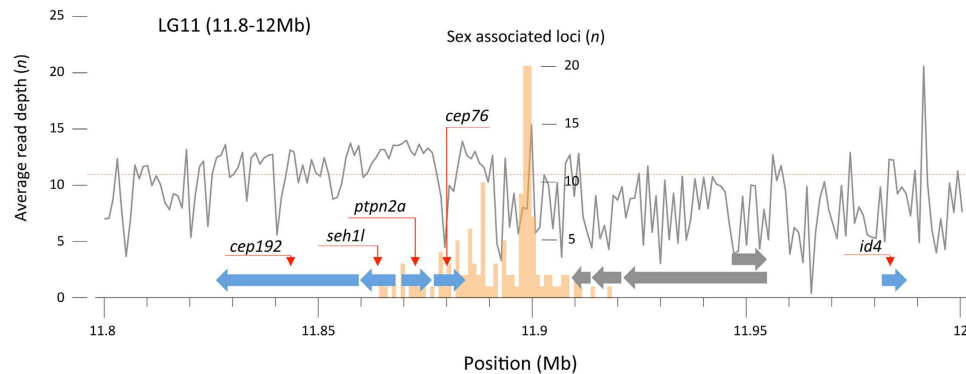 25
LG11 (11.8-12Mb)
Sex associated loci (n)
20
20
cep76
15
15
Average read depth (n)
10
10
ptpn2a
5
5
cep192
seh1l
id4
0
11.8
11.85
11.9
11.95
12
Position (Mb)